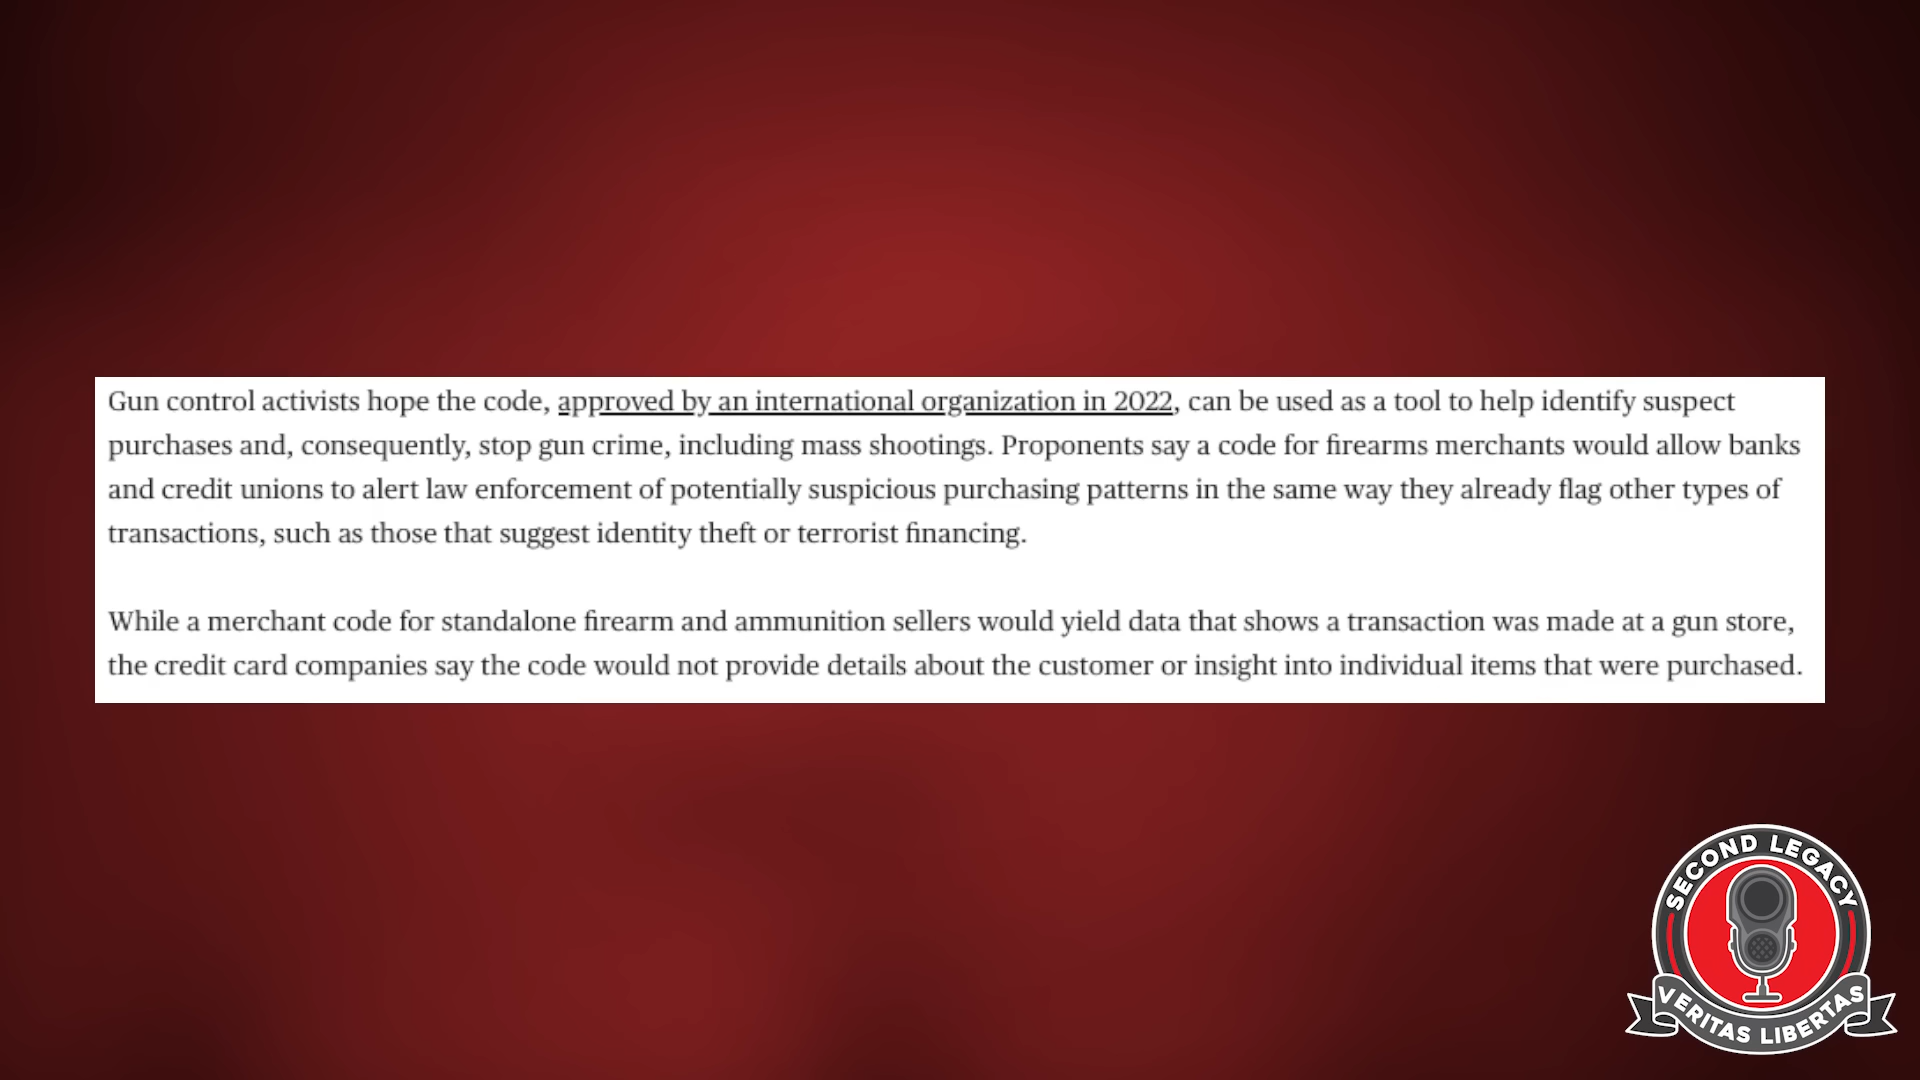 Gun control activists hope the code, approved by an international organization in 2022, can be used as a tool to help identify suspect
purchases and, consequently, stop gun crime, including mass shootings. Proponents say a code for firearms merchants would allow banks
and credit unions to alert law enforcement of potentially suspicious purchasing patterns in the same way they already flag other types of
transactions, such as those that suggest identity theft or terrorist financing.
While a merchant code for standalone firearm and ammunition sellers would yield data that shows a transaction was made at a gun store,
the credit card companies say the code would not provide details about the customer or insight into individual items that were purchased.
SECOND LEGACY
VERITAS LIBERTAS